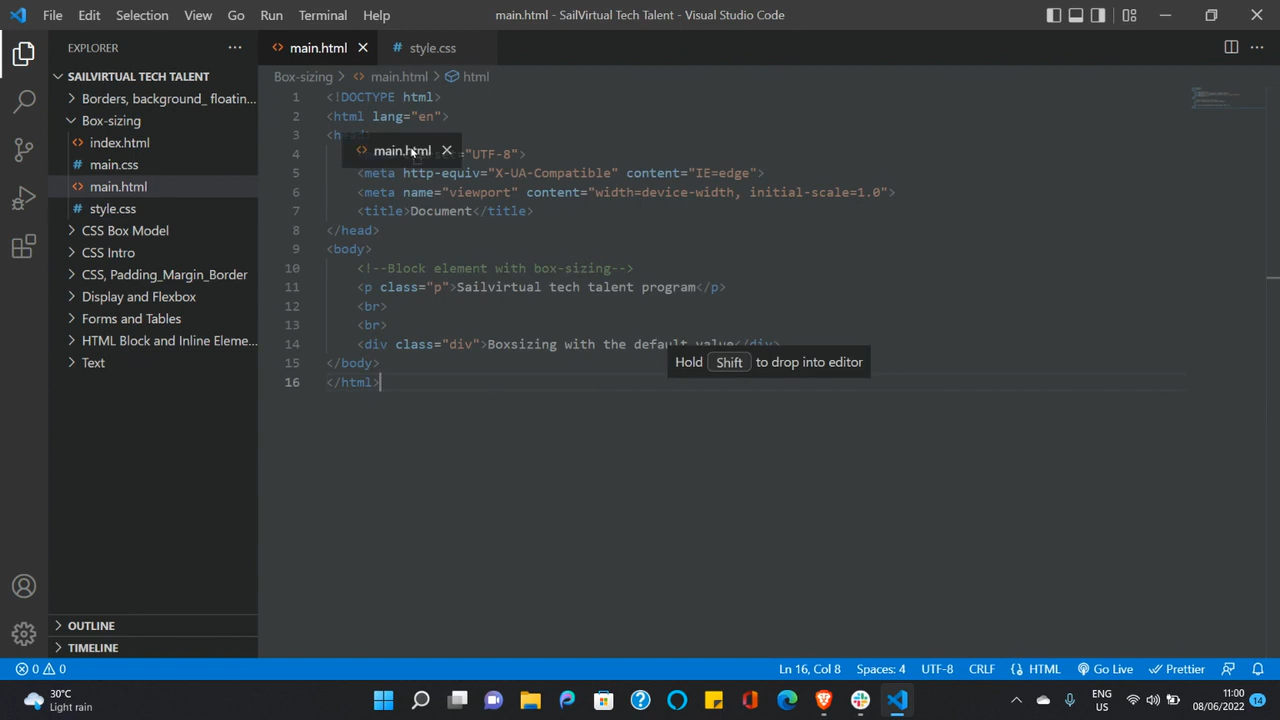 File Edit Selection View Go Run Terminal Help
main.html - SailVirtual Tech Talent - Visual Studio Code
EXPLORER
SAILVIRTUAL TECH TALENT
Borders, background_ floatin...
Box-sizing
index.html
main.css
main.html
style.css
CSS Box Model
CSS Intro
CSS, Padding_Margin_Border
Display and Flexbox
Forms and Tables
HTML Block and Inline Eleme...
Text
OUTLINE
TIMELINE
main.html
style.css
Box-sizing > main.html > html
1 <!DOCTYPE html>
2 <html lang="en">
3 <head>
main.html
4 "UTF-8">
5 <meta http-equiv="X-UA-Compatible" content="IE=edge">
6 <meta name="viewport" content="width=device-width, initial-scale=1.0">
7 <title>Document</title>
8 </head>
9 <body>
10 <!--Block element with box-sizing-->
11 <p class="p">Sailvirtual tech talent program</p>
12 <br>
13 <br>
14 <div class="div">Boxsizing with the default value</div>
15 </body>
16 </html>
Hold Shift to drop into editor
0 0
Ln 16, Col 8 Spaces: 4 UTF-8 CRLF HTML Go Live Prettier
30°C
Light rain
ENG
US
11:00
08/06/2022
14